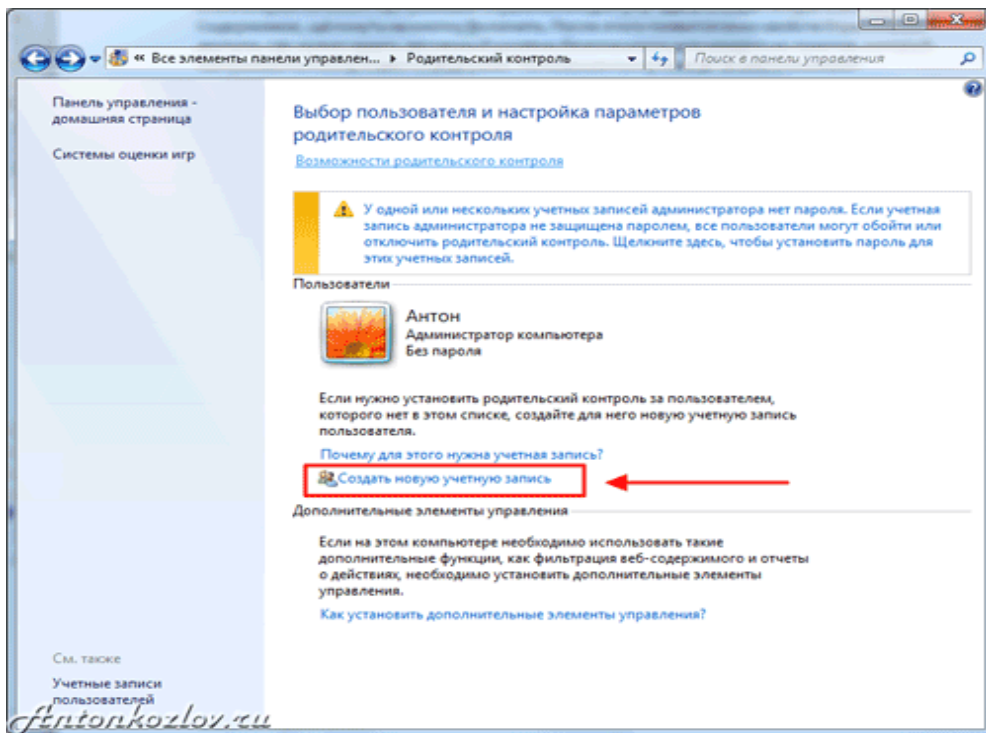 « Все элементы панели управлен... ▸ Родительский контроль
Поиск в панели управления
Панель управления -
домашняя страница
Системы оценки игр
Выбор пользователя и настройка параметров
родительского контроля
Возможности родительского контроля
У одной или нескольких учетных записей администратора нет пароля. Если учетная
запись администратора не защищена паролем, все пользователи могут обойти или
отключить родительский контроль. Щелкните здесь, чтобы установить пароль для
этих учетных записей.
Пользователи
Антон
Администратор компьютера
Без пароля
Если нужно установить родительский контроль за пользователем,
которого нет в этом списке, создайте для него новую учетную запись
пользователя.
Почему для этого нужна учетная запись?
Создать новую учетную запись
Дополнительные элементы управления
Если на этом компьютере необходимо использовать такие
дополнительные функции, как фильтрация веб-содержимого и отчеты
о действиях, необходимо установить дополнительные элементы
управления.
Как установить дополнительные элементы управления?
См. также
Учетные записи
пользователей
Antonkozlov.ru